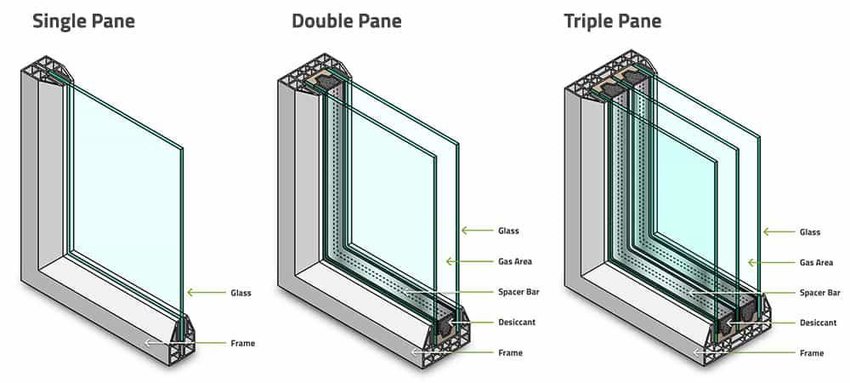 Single Pane
Double Pane
Triple Pane
Glass
Frame
Glass
Gas Area
Spacer Bar
Desiccant
Frame
Glass
Gas Area
Spacer Bar
Desiccant
Frame